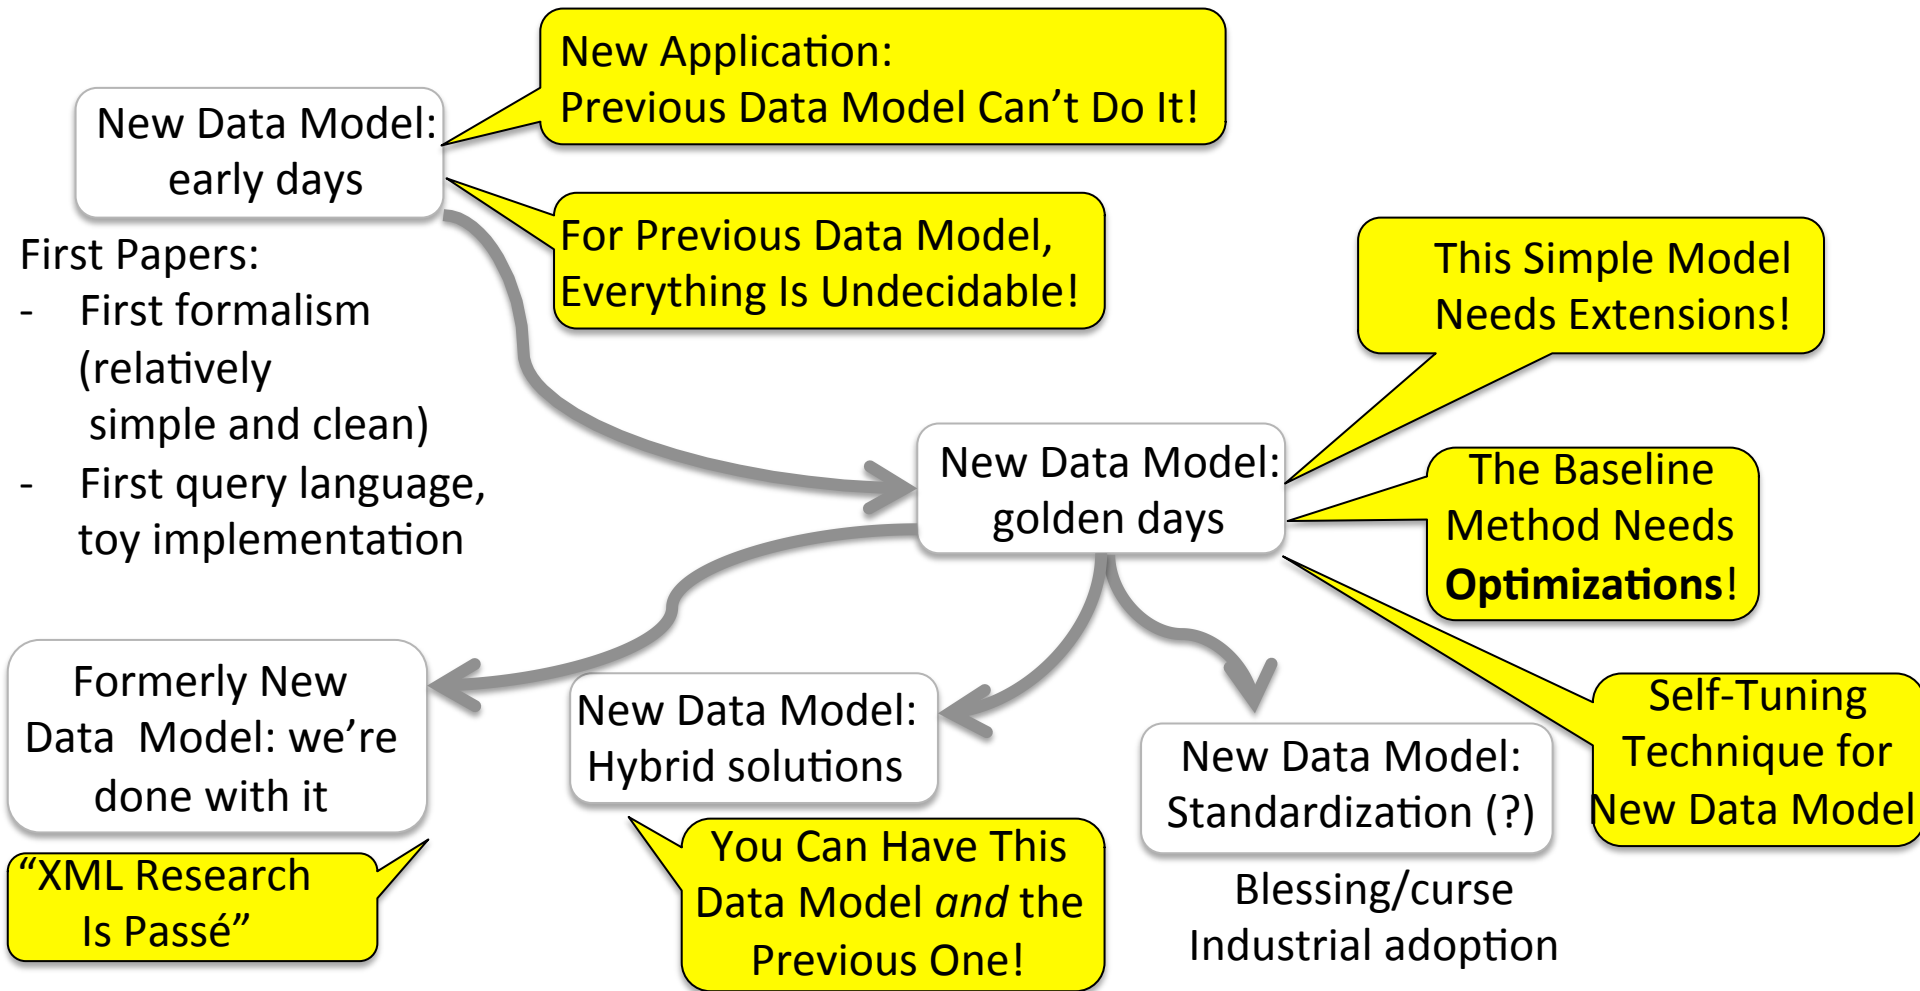 New Application:
Previous Data Model Can’t Do It!
New Data Model:
early days
For Previous Data Model,
Everything Is Undecidable!
First Papers:
- First formalism
(relatively
simple and clean)
- First query language,
toy implementation
This Simple Model
Needs Extensions!
New Data Model:
golden days
The Baseline
Method Needs
Optimizations!
Self-Tuning
Technique for
New Data Model
Formerly New
Data Model: we’re
done with it
“XML Research
Is Passé”
New Data Model:
Hybrid solutions
You Can Have This
Data Model and the
Previous One!
New Data Model:
Standardization (?)
Blessing/curse
Industrial adoption